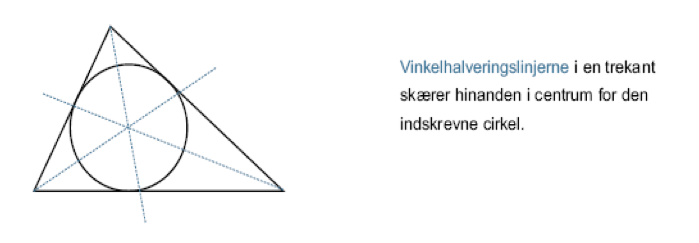 Vinkelhalveringslinjerne i en trekant
skærer hinanden i centrum for den
indskrevne cirkel.